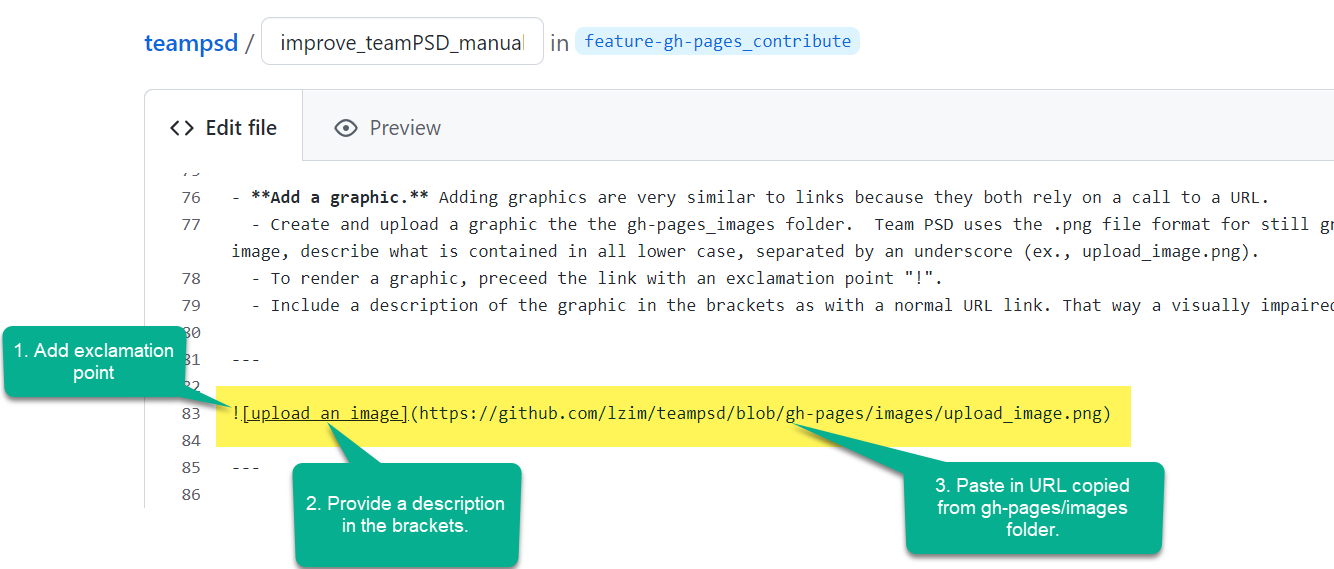 teampsd / improve_teamPSD_manual in feature-gh-pages_contribute
Edit file Preview
76 - **Add a graphic.** Adding graphics are very similar to links because they both rely on a call to a URL.
77 - Create and upload a graphic the the gh-pages_images folder.  Team PSD uses the .png file format for still
image, describe what is contained in all lower case, separated by an underscore (ex., upload_image.png).
78 - To render a graphic, preceed the link with an exclamation point "!".
79 - Include a description of the graphic in the brackets as with a normal URL link. That way a visually impaired
80
1. Add exclamation
point
81 ---
82
83 ![upload an image](https://github.com/lzim/teampsd/blob/gh-pages/images/upload_image.png)
84
85 ---
86
2. Provide a description
in the brackets.
3. Paste in URL copied
from gh-pages/images
folder.